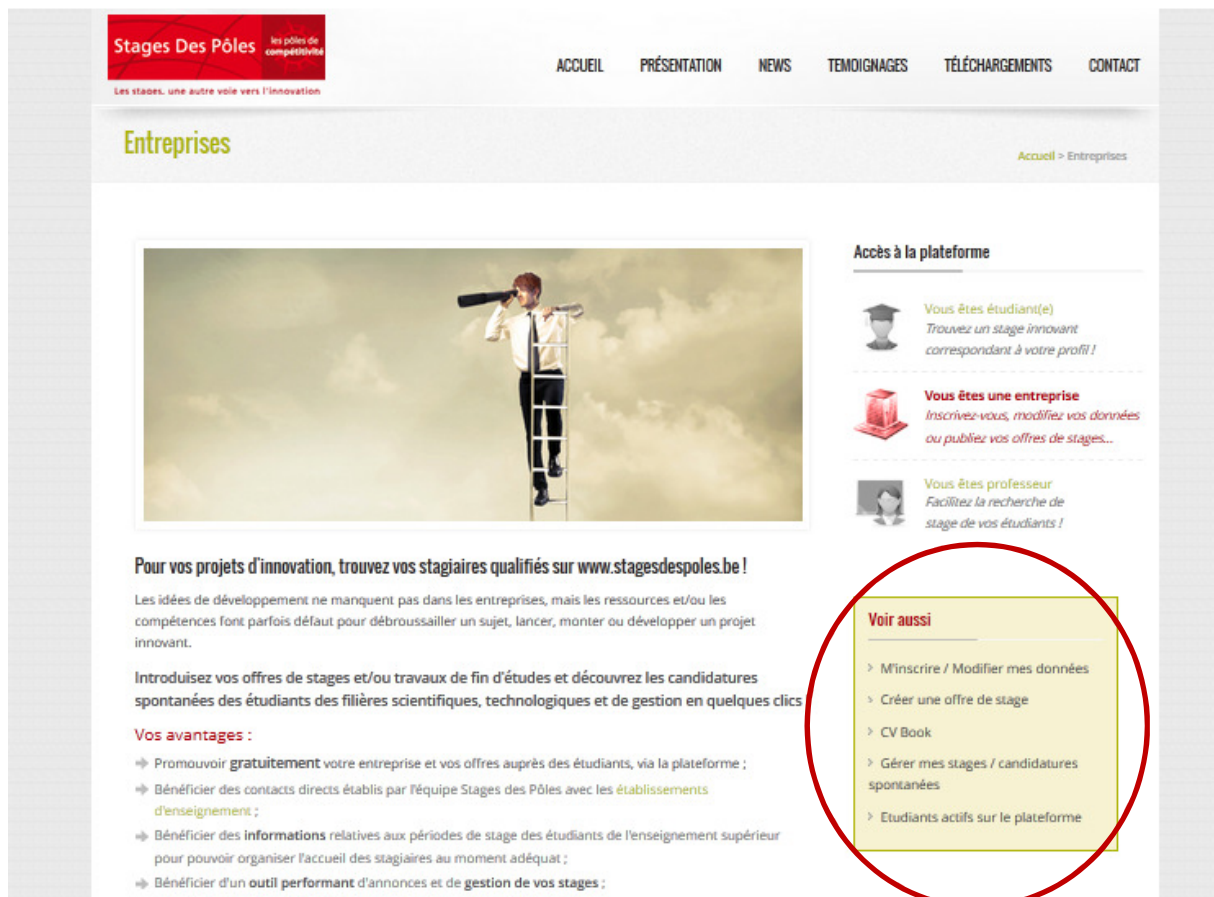 Stages Des Pôles
les pôles de
compétitivité
Les stages, une autre voie vers l'innovation
ACCUEIL PRÉSENTATION NEWS TEMOIGNAGES TÉLÉCHARGEMENTS CONTACT
Entreprises
Accueil > Entreprises
Accès à la plateforme
Vous êtes étudiant(e)
Trouvez un stage innovant
correspondant à votre profil !
Vous êtes une entreprise
Inscrivez-vous, modifiez vos données
ou publiez vos offres de stages...
Vous êtes professeur
Facilitez la recherche de
stage de vos étudiants !
Pour vos projets d'innovation, trouvez vos stagiaires qualifiés sur www.stagesdespoles.be !
Les idées de développement ne manquent pas dans les entreprises, mais les ressources et/ou les
compétences font parfois défaut pour débroussailler un sujet, lancer, monter ou développer un projet
innovant.
Introduisez vos offres de stages et/ou travaux de fin d'études et découvrez les candidatures
spontanées des étudiants des filières scientifiques, technologiques et de gestion en quelques clics
Vos avantages :
Promouvoir gratuitement votre entreprise et vos offres auprès des étudiants, via la plateforme ;
Bénéficier des contacts directs établis par l'équipe Stages des Pôles avec les établissements
d'enseignement ;
Bénéficier des informations relatives aux périodes de stage des étudiants de l'enseignement supérieur
pour pouvoir organiser l'accueil des stagiaires au moment adéquat ;
Bénéficier d'un outil performant d'annonces et de gestion de vos stages ;
Voir aussi
> M'inscrire / Modifier mes données
> Créer une offre de stage
> CV Book
> Gérer mes stages / candidatures
spontanées
> Etudiants actifs sur le plateforme